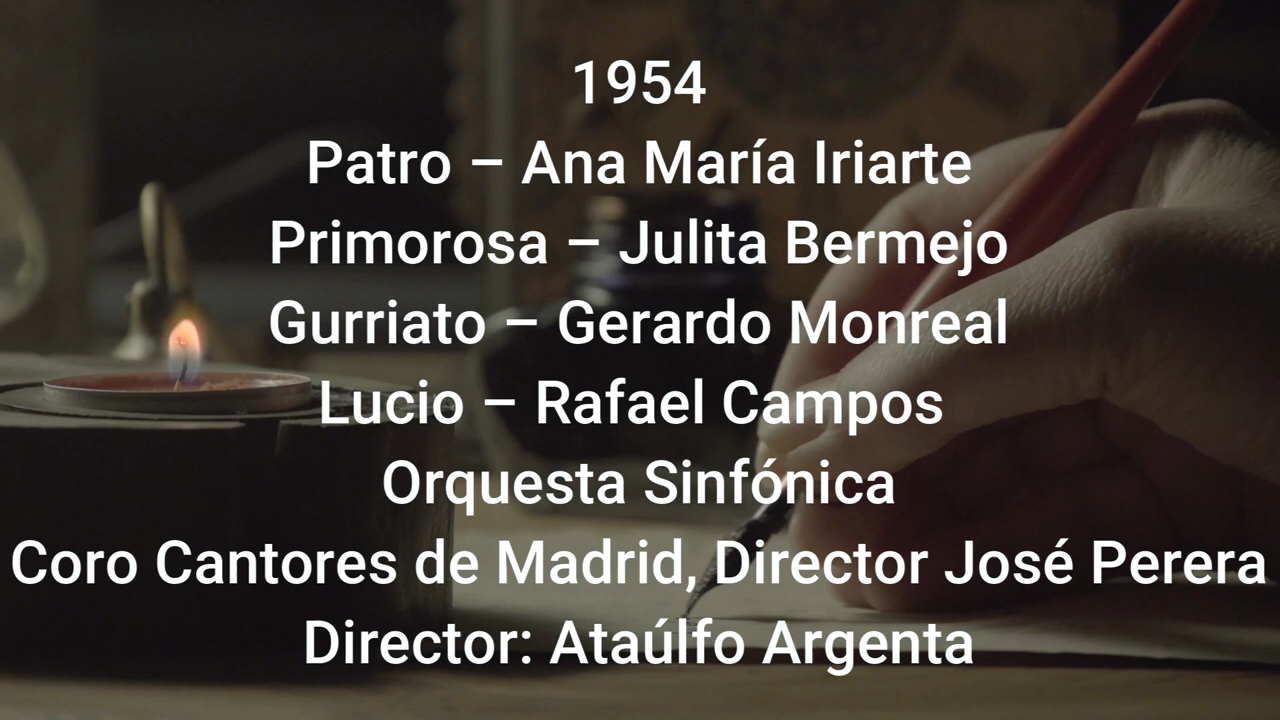 1954
Patro – Ana María Iriarte
Primorosa – Julita Bermejo
Gurriato – Gerardo Monreal
Lucio – Rafael Campos
Orquesta Sinfónica
Coro Cantores de Madrid, Director José Perera
Director: Ataúlfo Argenta